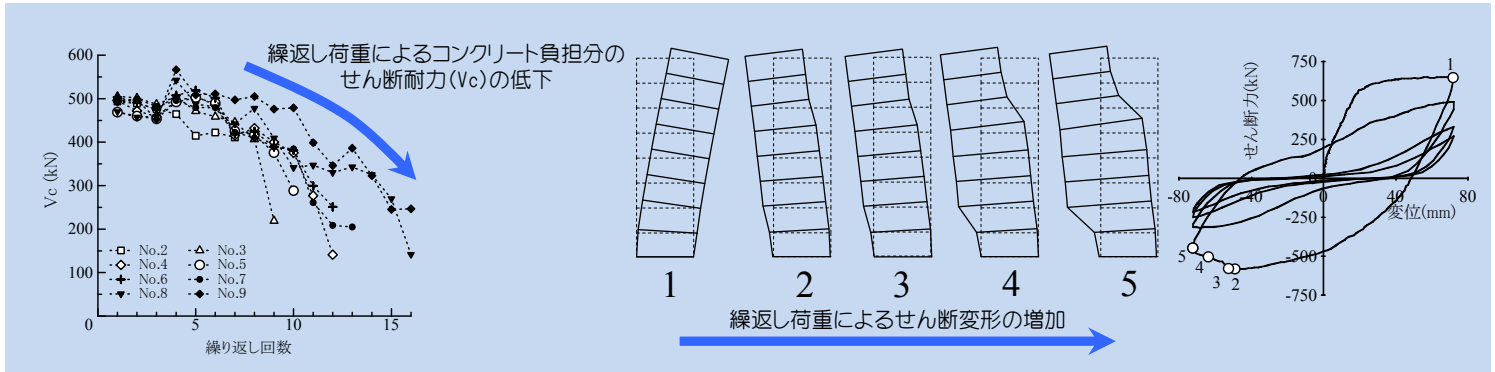 600
500
400
300
200
100
0
5
10
15
Vc (kN)
繰り返し回数
No.2
No.3
No.4
No.5
No.6
No.7
No.8
No.9
繰返し荷重によるコンクリート負担分の
せん断耐力(Vc)の低下
1
2
3
4
5
繰返し荷重によるせん断変形の増加
750
500
250
0
-250
-500
-750
-80
-40
0
40
80
せん断力(kN)
変位(mm)
1
5
4
3
2